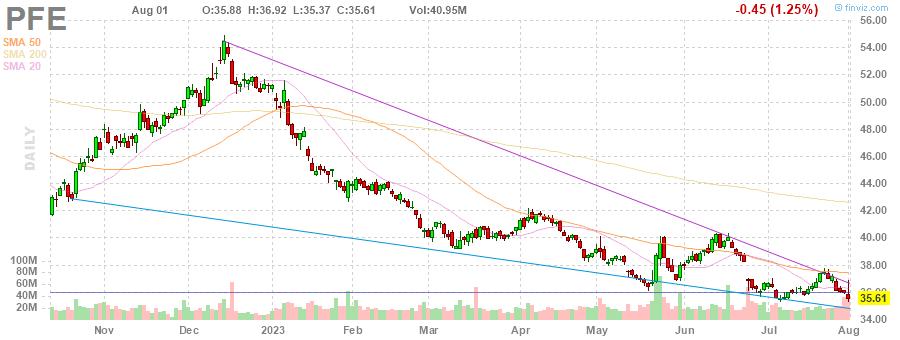 PFE Aug 01 O:35.88 H:36.92 L:35.37 C:35.61 Vol:40.95M -0.45 (1.25%)
© finviz.com
SMA 50
SMA 200
SMA 20
DAILY
56.00
54.00
52.00
50.00
48.00
46.00
44.00
42.00
40.00
38.00
36.00
35.61
34.00
100M
80M
60M
40M
20M
Nov Dec 2023 Feb Mar Apr May Jun Jul Aug